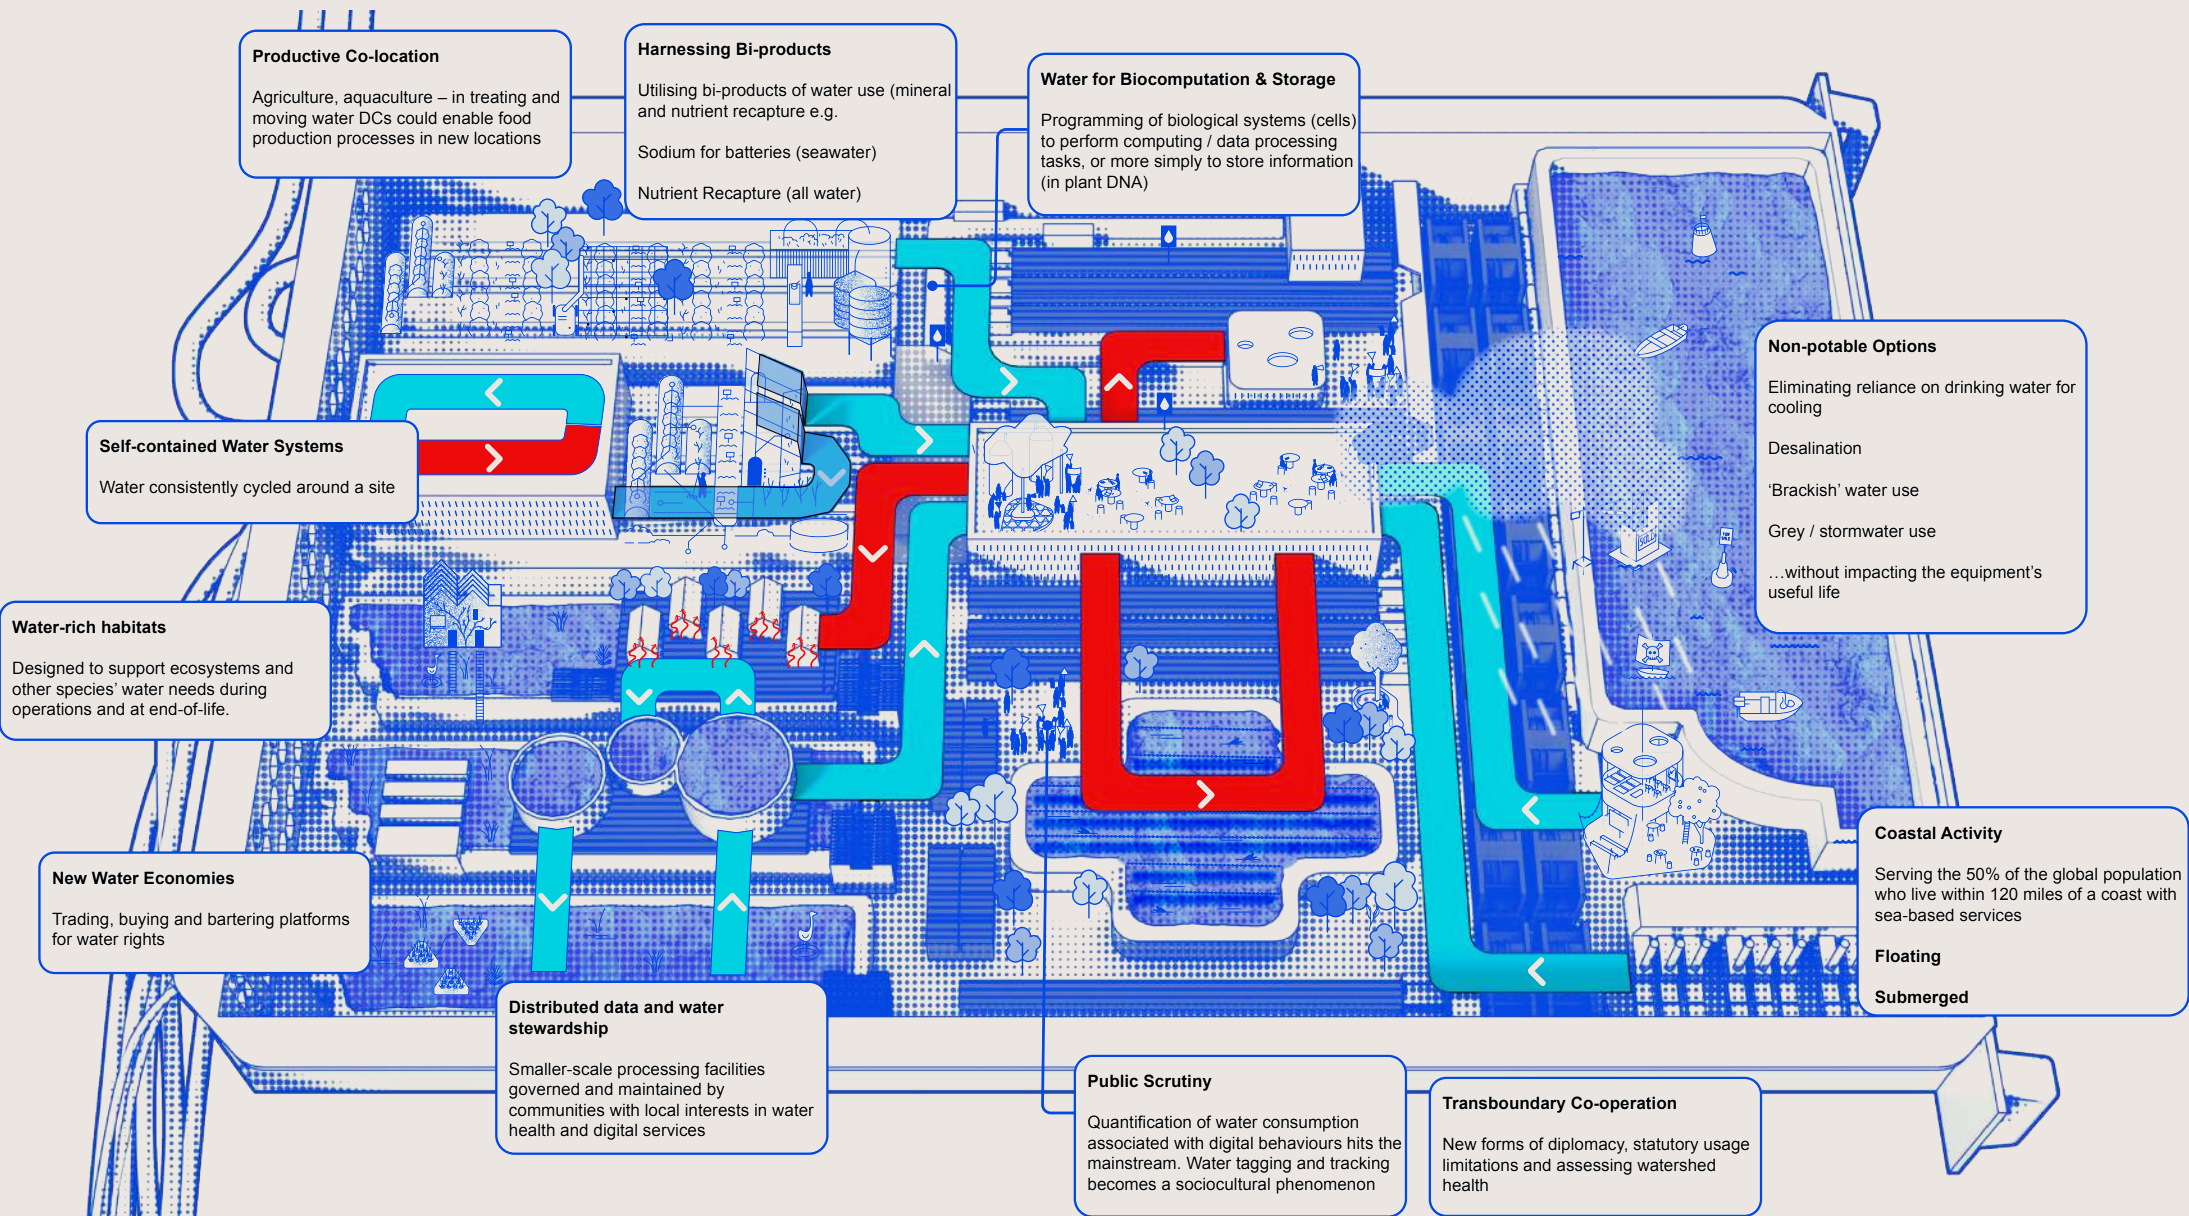 Productive Co-location
Agriculture, aquaculture – in treating and
moving water DCs could enable food
production processes in new locations
Harnessing Bi-products
Utilising bi-products of water use (mineral
and nutrient recapture e.g.
Sodium for batteries (seawater)
Nutrient Recapture (all water)
Water for Biocomputation & Storage
Programming of biological systems (cells)
to perform computing / data processing
tasks, or more simply to store information
(in plant DNA)
Non-potable Options
Eliminating reliance on drinking water for
cooling
Desalination
‘Brackish’ water use
Grey / stormwater use
…without impacting the equipment’s
useful life
Self-contained Water Systems
Water consistently cycled around a site
SOLD
Water-rich habitats
Designed to support ecosystems and
other species’ water needs during
operations and at end-of-life.
New Water Economies
Trading, buying and bartering platforms
for water rights
Coastal Activity
Serving the 50% of the global population
who live within 120 miles of a coast with
sea-based services
Floating
Submerged
Distributed data and water
stewardship
Smaller-scale processing facilities
governed and maintained by
communities with local interests in water
health and digital services
Public Scrutiny
Quantification of water consumption
associated with digital behaviours hits the
mainstream. Water tagging and tracking
becomes a sociocultural phenomenon
Transboundary Co-operation
New forms of diplomacy, statutory usage
limitations and assessing watershed
health